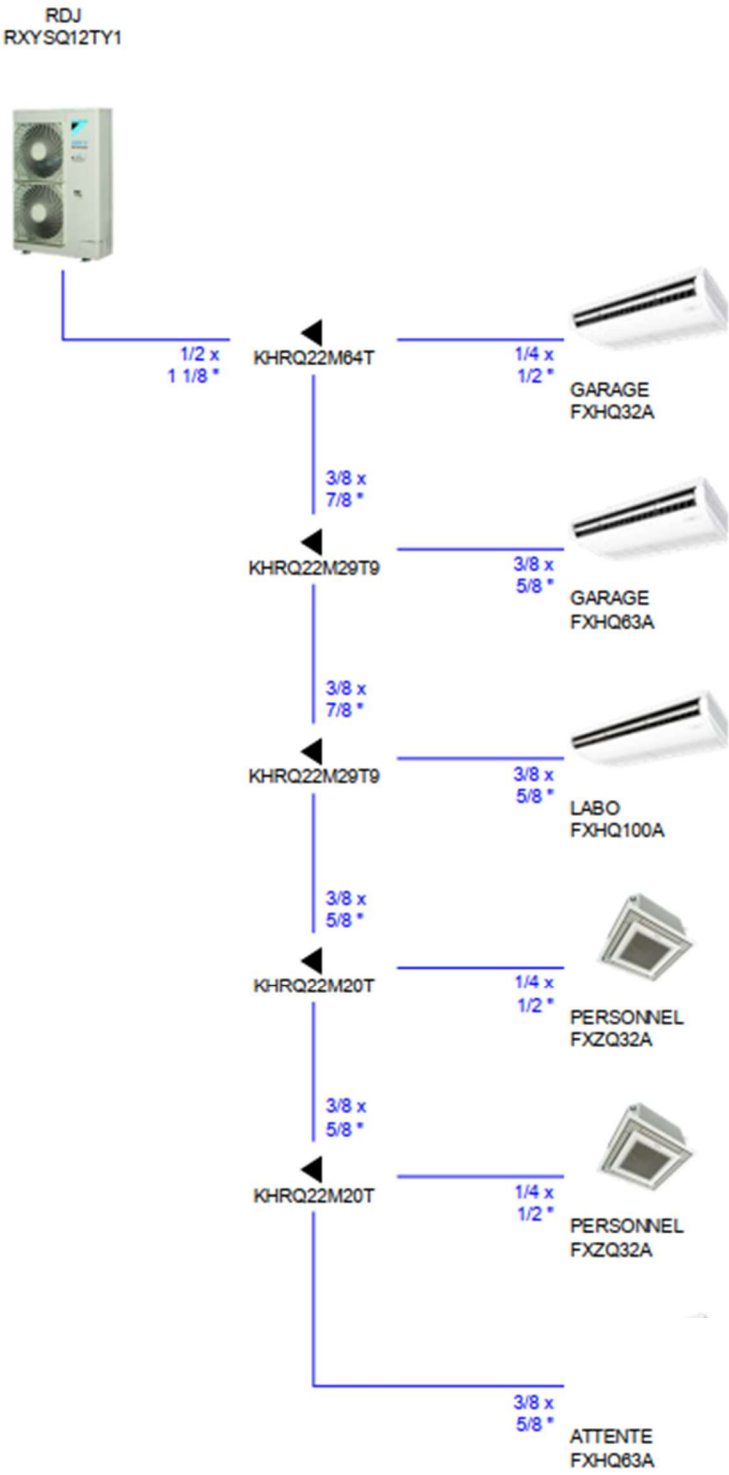 RDJ
RXYSQ12TY1
1/2 x
1 1/8 "
KHRQ22M64T
1/4 x
1/2 "
GARAGE
FXHQ32A
3/8 x
7/8 "
KHRQ22M29T9
3/8 x
5/8 "
GARAGE
FXHQ63A
3/8 x
7/8 "
KHRQ22M29T9
3/8 x
5/8 "
LABO
FXHQ100A
3/8 x
5/8 "
KHRQ22M20T
1/4 x
1/2 "
PERSONNEL
FXZQ32A
3/8 x
5/8 "
KHRQ22M20T
1/4 x
1/2 "
PERSONNEL
FXZQ32A
3/8 x
5/8 "
ATTENTE
FXHQ63A